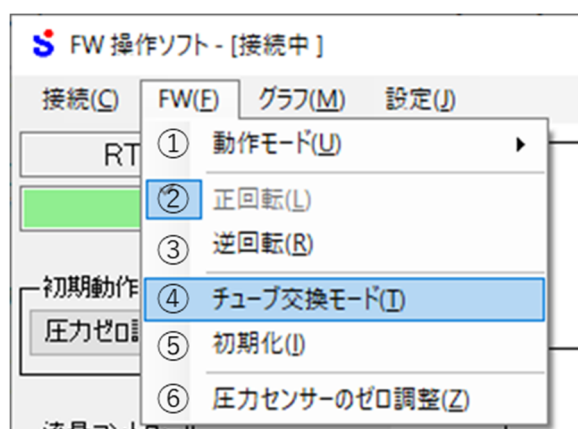 FW 操作ソフト - [接続中 ]
接続(C) FW(F) グラフ(M) 設定(J)
RT
① 動作モード(U)
② 正回転(L)
③ 逆回転(R)
初期動作
④ チューブ交換モード(T)
圧力ゼロ
⑤ 初期化(I)
⑥ 圧力センサーのゼロ調整(Z)